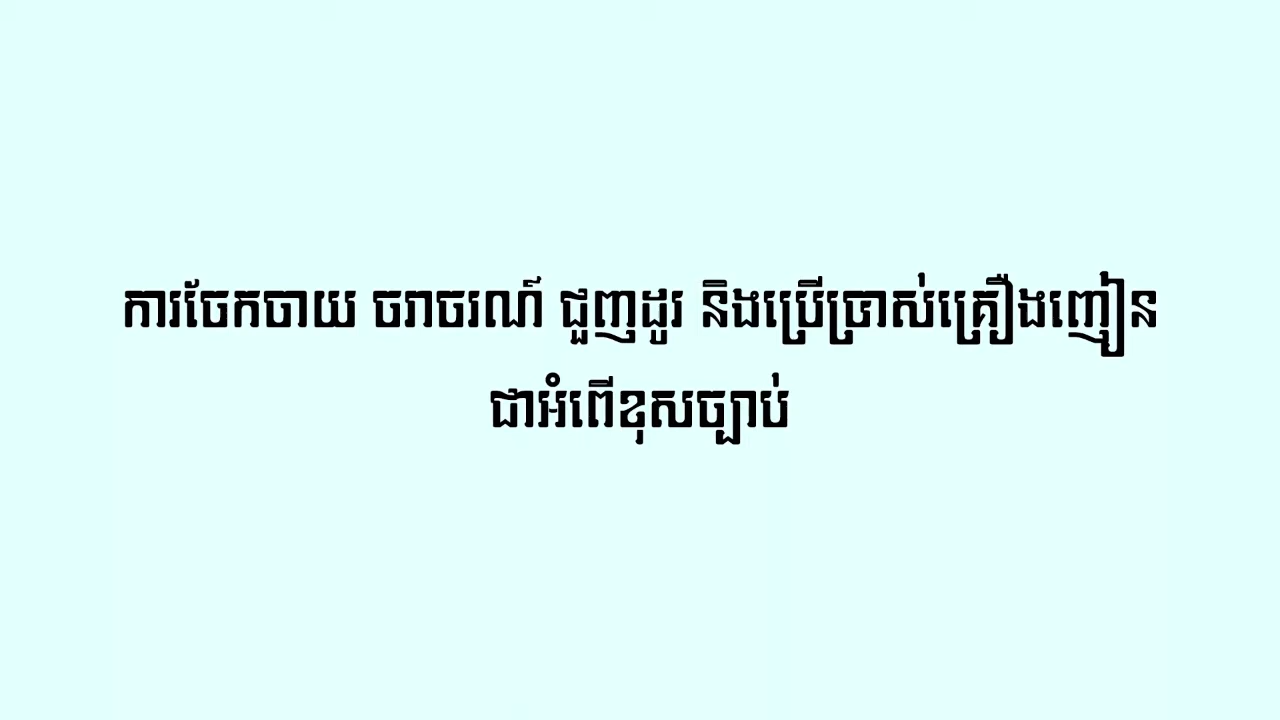 ការចែកចាយ ចរាចរណ៍ ជួញដូរ និងប្រើប្រាស់គ្រឿងញៀន
ជាអំពើខុសច្បាប់